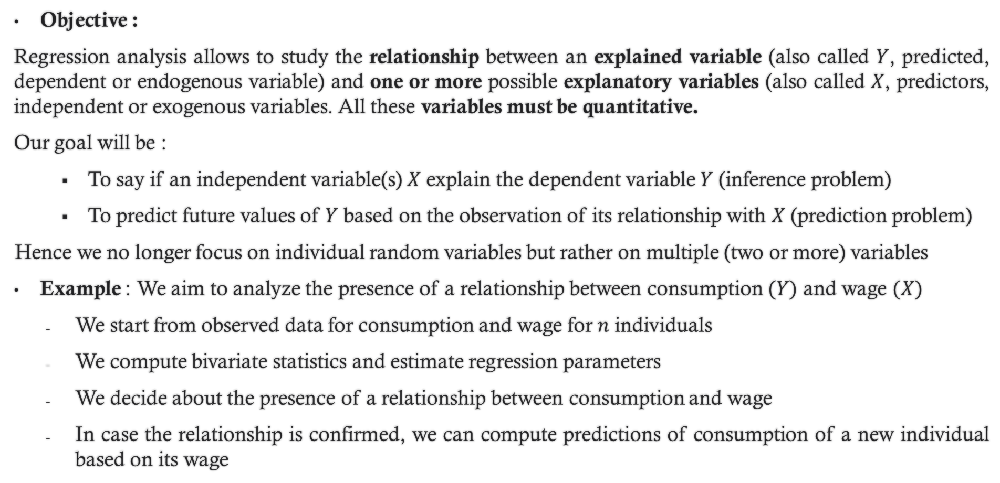 • Objective :
Regression analysis allows to study the relationship between an explained variable (also called Y, predicted,
dependent or endogenous variable) and one or more possible explanatory variables (also called X, predictors,
independent or exogenous variables. All these variables must be quantitative.
Our goal will be :
▪ To say if an independent variable(s) X explain the dependent variable Y (inference problem)
▪ To predict future values of Y based on the observation of its relationship with X (prediction problem)
Hence we no longer focus on individual random variables but rather on multiple (two or more) variables
• Example : We aim to analyze the presence of a relationship between consumption (Y) and wage (X)
- We start from observed data for consumption and wage for n individuals
- We compute bivariate statistics and estimate regression parameters
- We decide about the presence of a relationship between consumption and wage
- In case the relationship is confirmed, we can compute predictions of consumption of a new individual
based on its wage